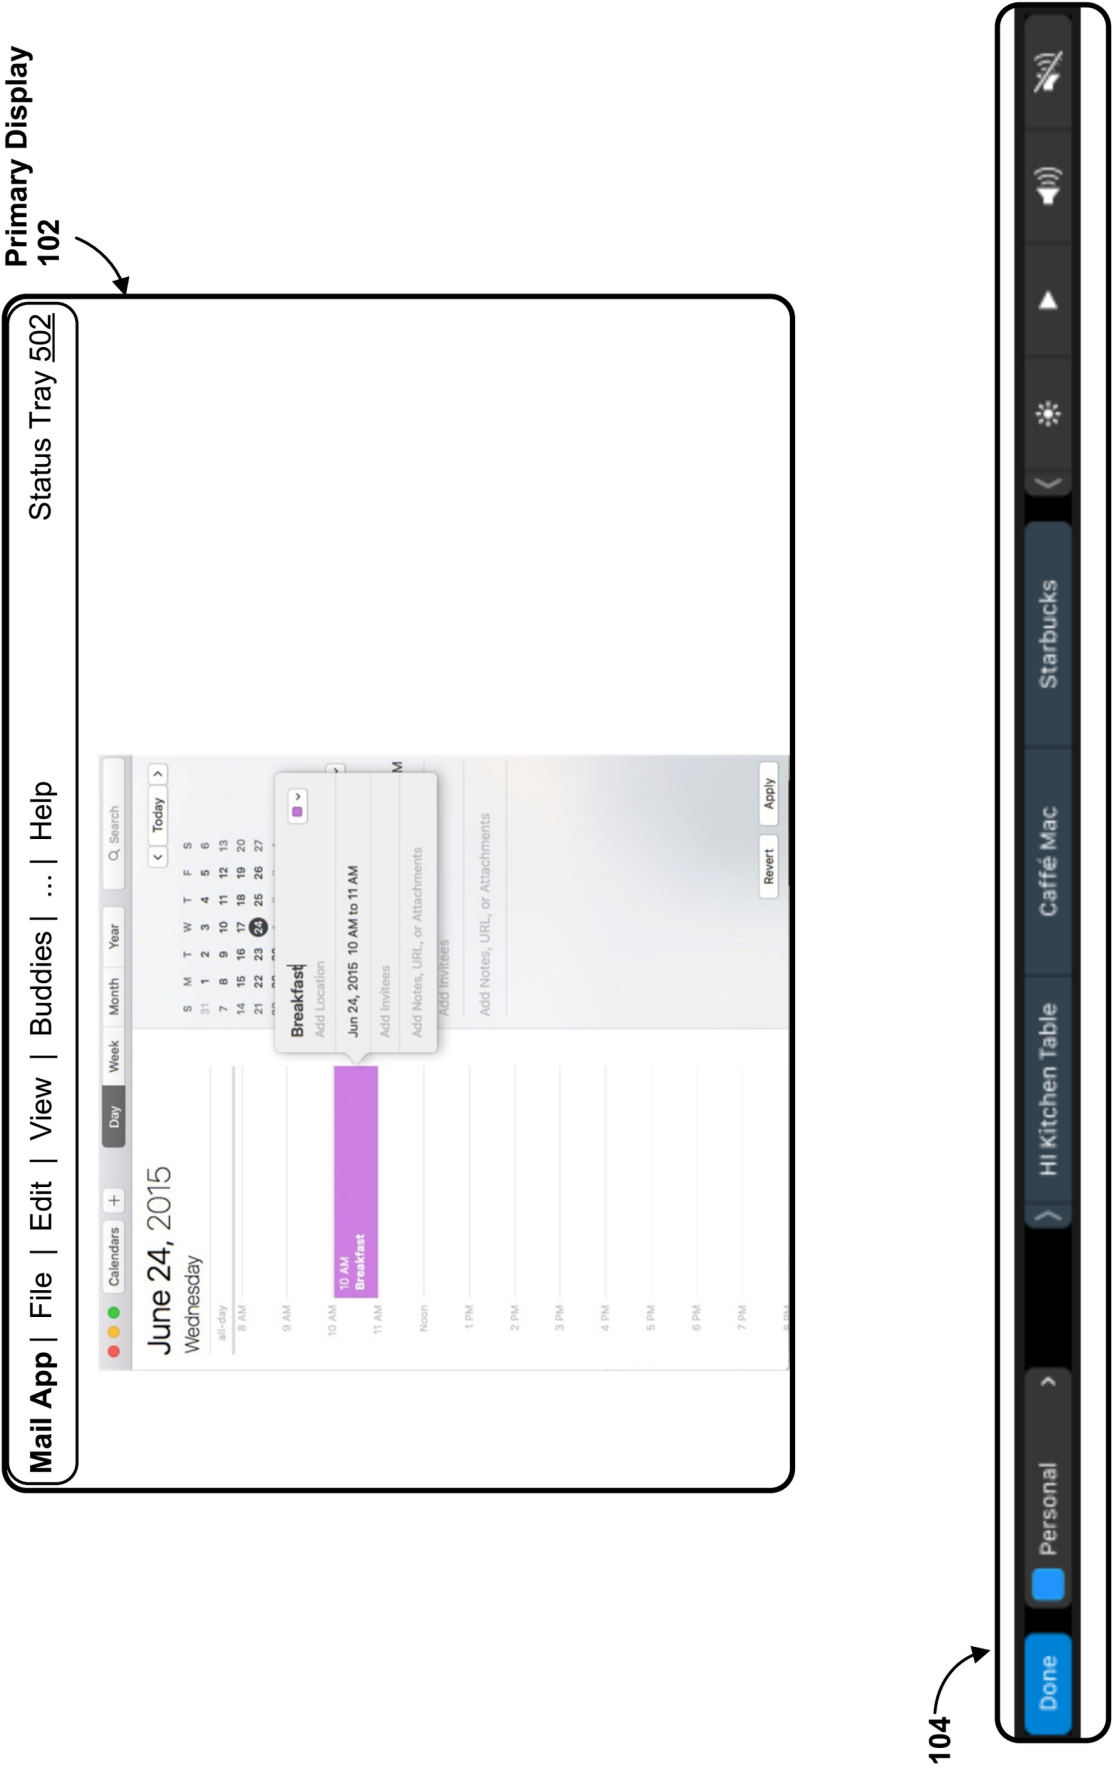 Primary Display
102
Mail App | File | Edit | View | Buddies | ... | Help
Status Tray 502
Calendars + Day Week Month Year Search
June 24, 2015
Wednesday
< Today >
S M T W T F S
31 1 2 3 4 5 6
7 8 9 10 11 12 13
14 15 16 17 18 19 20
21 22 23 24 25 26 27
all-day
8 AM
9 AM
10 AM
10 AM
Breakfast
11 AM
Noon
1 PM
2 PM
3 PM
4 PM
5 PM
6 PM
7 PM
8 PM
Breakfast
Add Location
Jun 24, 2015 10 AM to 11 AM
Add Invitees
Add Notes, URL, or Attachments
M
Add Invitees
Add Notes, URL, or Attachments
Revert Apply
104
Done Personal > HI Kitchen Table Caffé Mac Starbucks